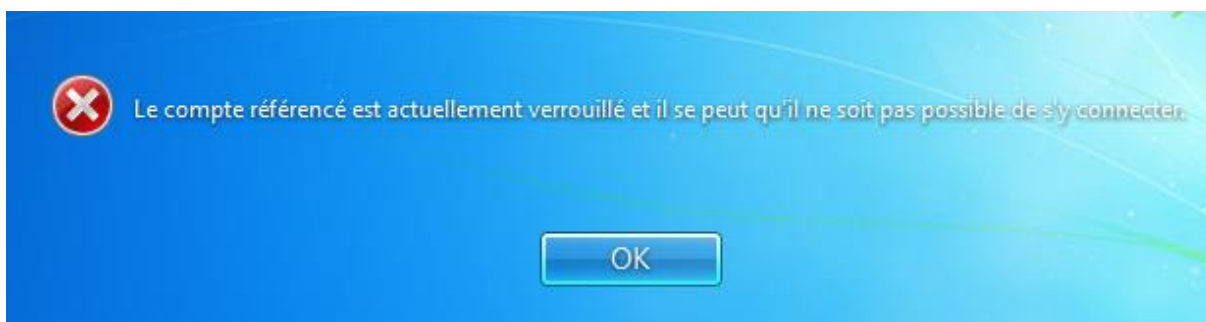 Le compte référencé est actuellement verrouillé et il se peut qu'il ne soit pas possible de s'y connecter.
OK